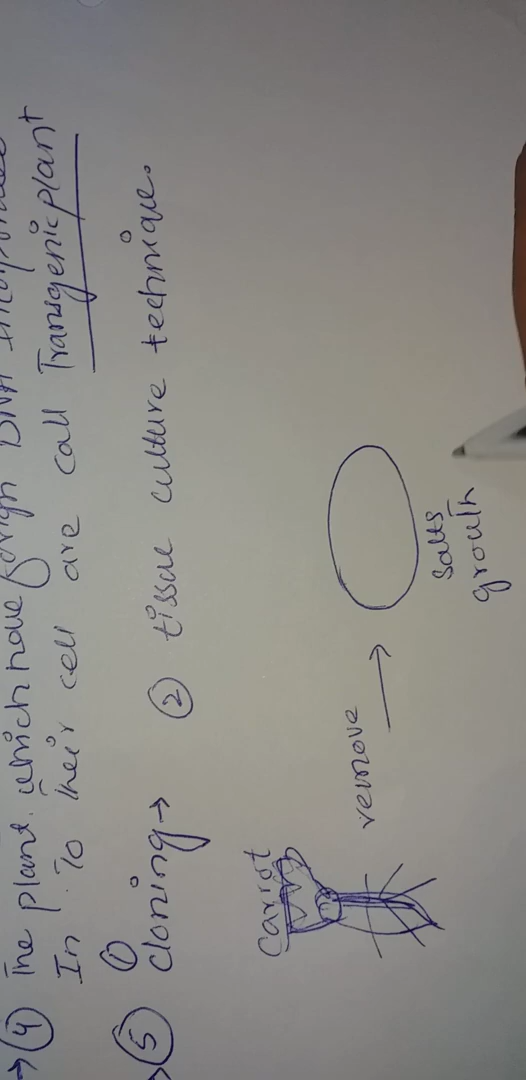 → ④ The plant. which have forign DNA
In. To their cell are call Transgenic plant
→ ⑤ ① Cloning → ② tissue culture technique.
Carrot
remove →
salts
growth